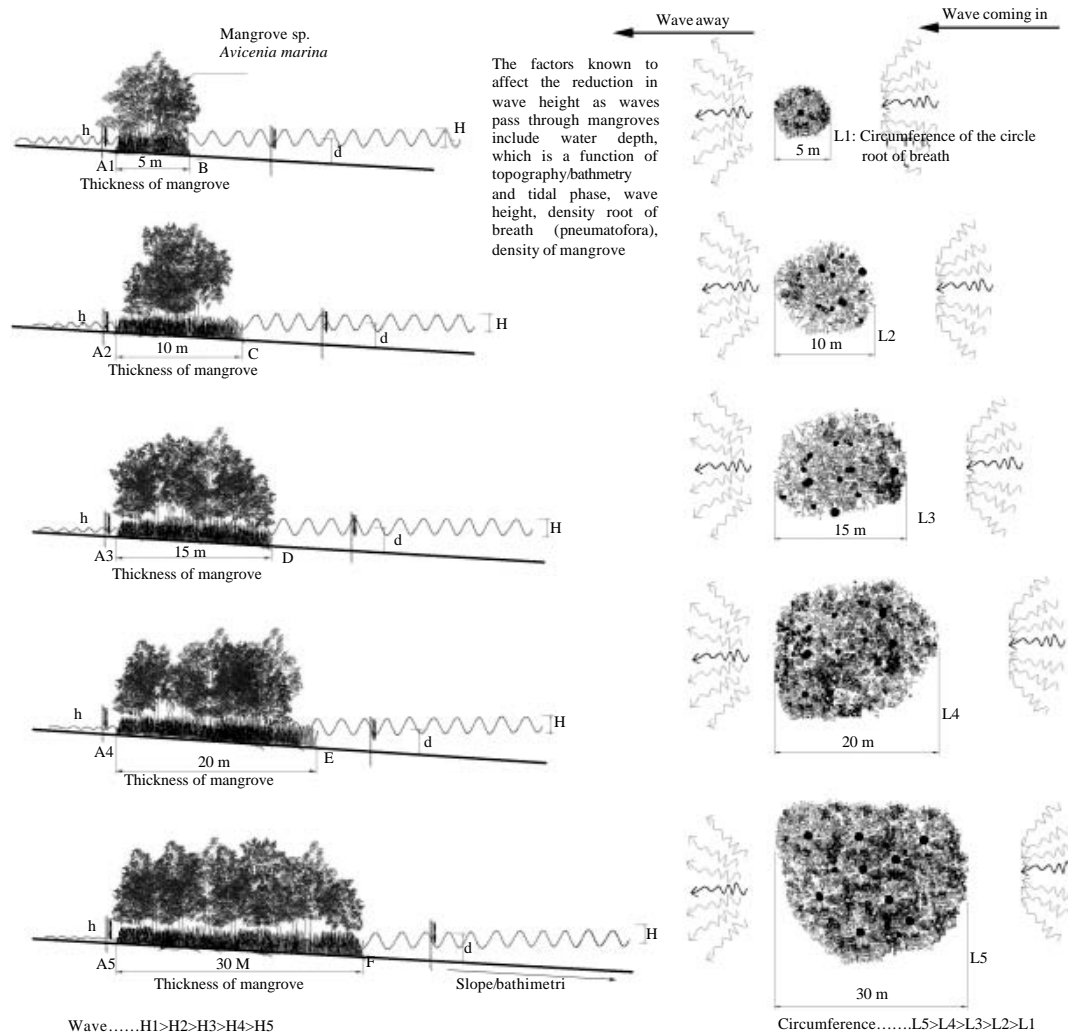 Wave away
Wave coming in
Mangrove sp.
Avicenia marina
The factors known to
affect the reduction in
wave height as waves
pass through mangroves
include water depth,
which is a function of
topography/bathmetry
and tidal phase, wave
height, density root of
breath (pneumatofora),
density of mangrove
h
H
d
A1
5 m
B
Thickness of mangrove
5 m
L1: Circumference of the circle
root of breath
h
H
d
A2
10 m
C
Thickness of mangrove
10 m
L2
h
H
d
A3
15 m
D
Thickness of mangrove
15 m
L3
h
H
d
A4
20 m
E
Thickness of mangrove
20 m
L4
h
H
d
A5
30 M
F
Thickness of mangrove
Slope/bathimetri
30 m
L5
Wave......H1>H2>H3>H4>H5
Circumference.......L5>L4>L3>L2>L1